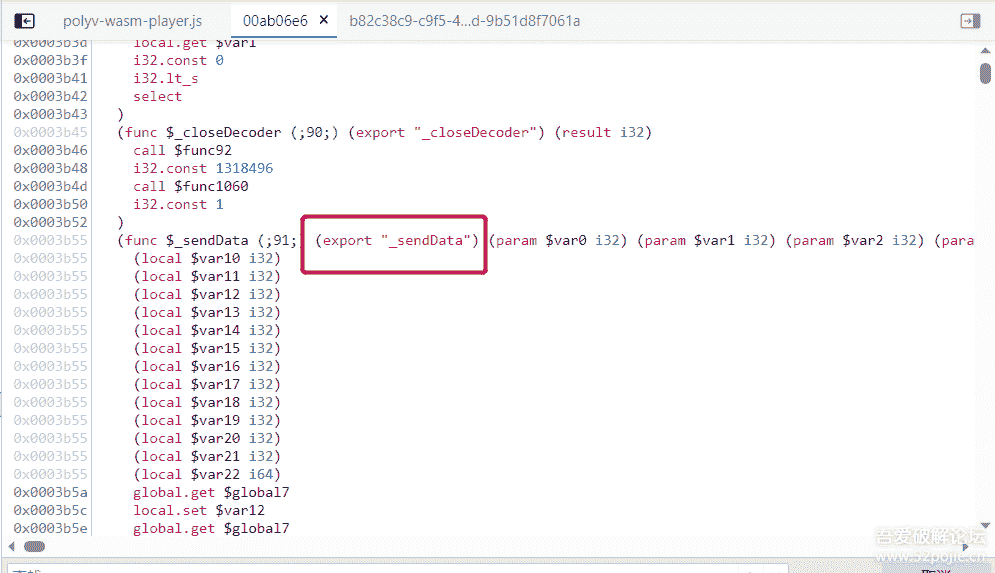 polyv-wasm-player.js 00ab06e6 × b82c38c9-c9f5-4...d-9b51d8f7061a
0x0003b3d local.get $var1
0x0003b3f i32.const 0
0x0003b41 i32.lt_s
0x0003b42 select
0x0003b43 )
0x0003b45 (func $_closeDecoder (;90;) (export "_closeDecoder") (result i32)
0x0003b46 call $func92
0x0003b48 i32.const 1318496
0x0003b4d call $func1060
0x0003b50 i32.const 1
0x0003b52 )
0x0003b55 (func $_sendData (;91; (export "_sendData") (param $var0 i32) (param $var1 i32) (param $var2 i32) (para
0x0003b55 (local $var10 i32)
0x0003b55 (local $var11 i32)
0x0003b55 (local $var12 i32)
0x0003b55 (local $var13 i32)
0x0003b55 (local $var14 i32)
0x0003b55 (local $var15 i32)
0x0003b55 (local $var16 i32)
0x0003b55 (local $var17 i32)
0x0003b55 (local $var18 i32)
0x0003b55 (local $var19 i32)
0x0003b55 (local $var20 i32)
0x0003b55 (local $var21 i32)
0x0003b55 (local $var22 i64)
0x0003b5a global.get $global7
0x0003b5c local.set $var12
0x0003b5e global.get $global7
吾爱破解论坛
www.52pojie.cn